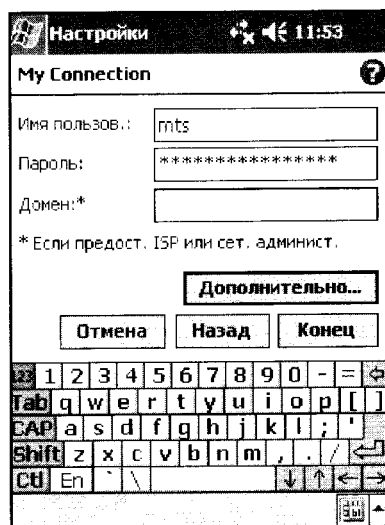 Настройки 11:53
My Connection ?
Имя пользов.: mts
Пароль: ****************
Домен:*
* Если предост. ISP или сет. админист.
Дополнительно...
Отмена Назад Конец
123 1 2 3 4 5 6 7 8 9 0 - =
Tab q w e r t y u i o p [ ]
CAP a s d f g h j k l ; '
Shift z x c v b n m , . /
Ctl En ` \